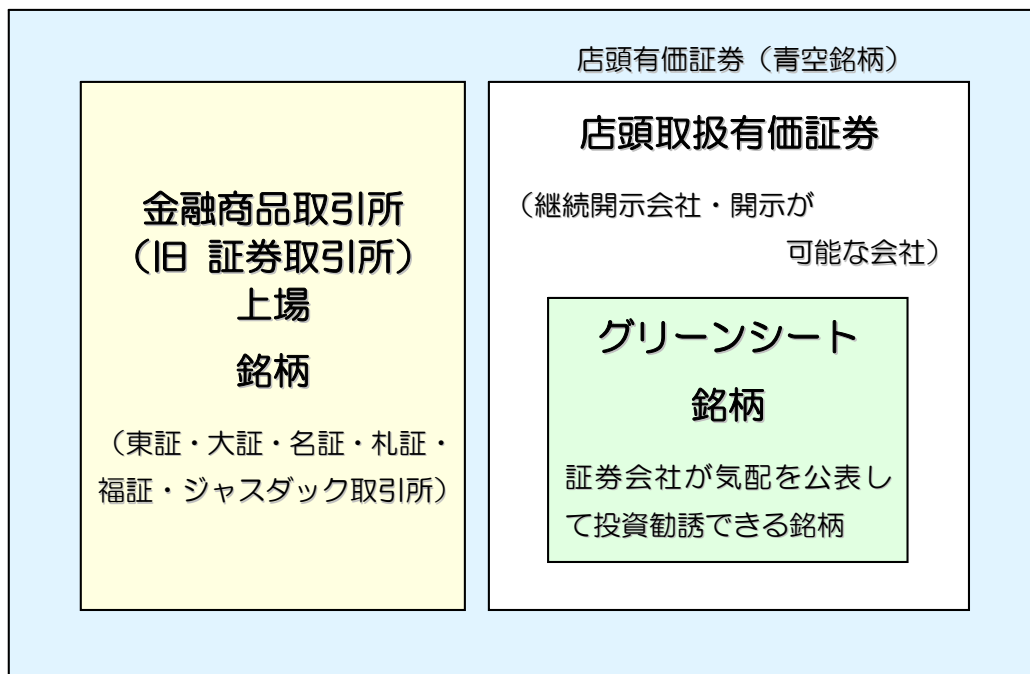 店頭有価証券（青空銘柄）
金融商品取引所
（旧 証券取引所）
上場
銘柄
（東証・大証・名証・札証・
福証・ジャスダック取引所）
店頭取扱有価証券
（継続開示会社・開示が
可能な会社）
グリーンシート
銘柄
証券会社が気配を公表し
て投資勧誘できる銘柄